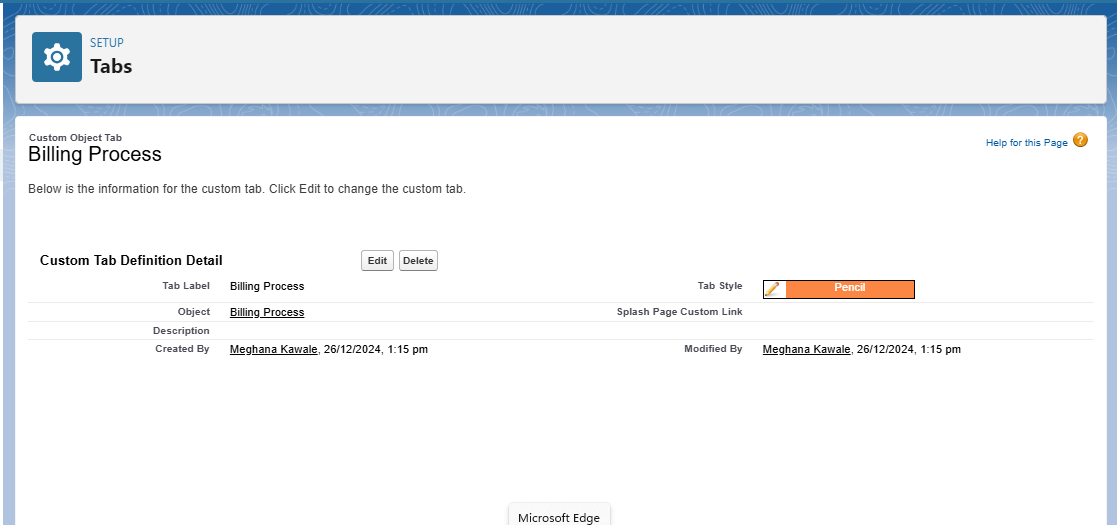 SETUP
Tabs
Custom Object Tab
Billing Process
Help for this Page ?
Below is the information for the custom tab. Click Edit to change the custom tab.
Custom Tab Definition Detail Edit Delete
Tab Label Billing Process Tab Style Pencil
Object Billing Process Splash Page Custom Link
Description
Created By Meghana Kawale, 26/12/2024, 1:15 pm Modified By Meghana Kawale, 26/12/2024, 1:15 pm
Microsoft Edge